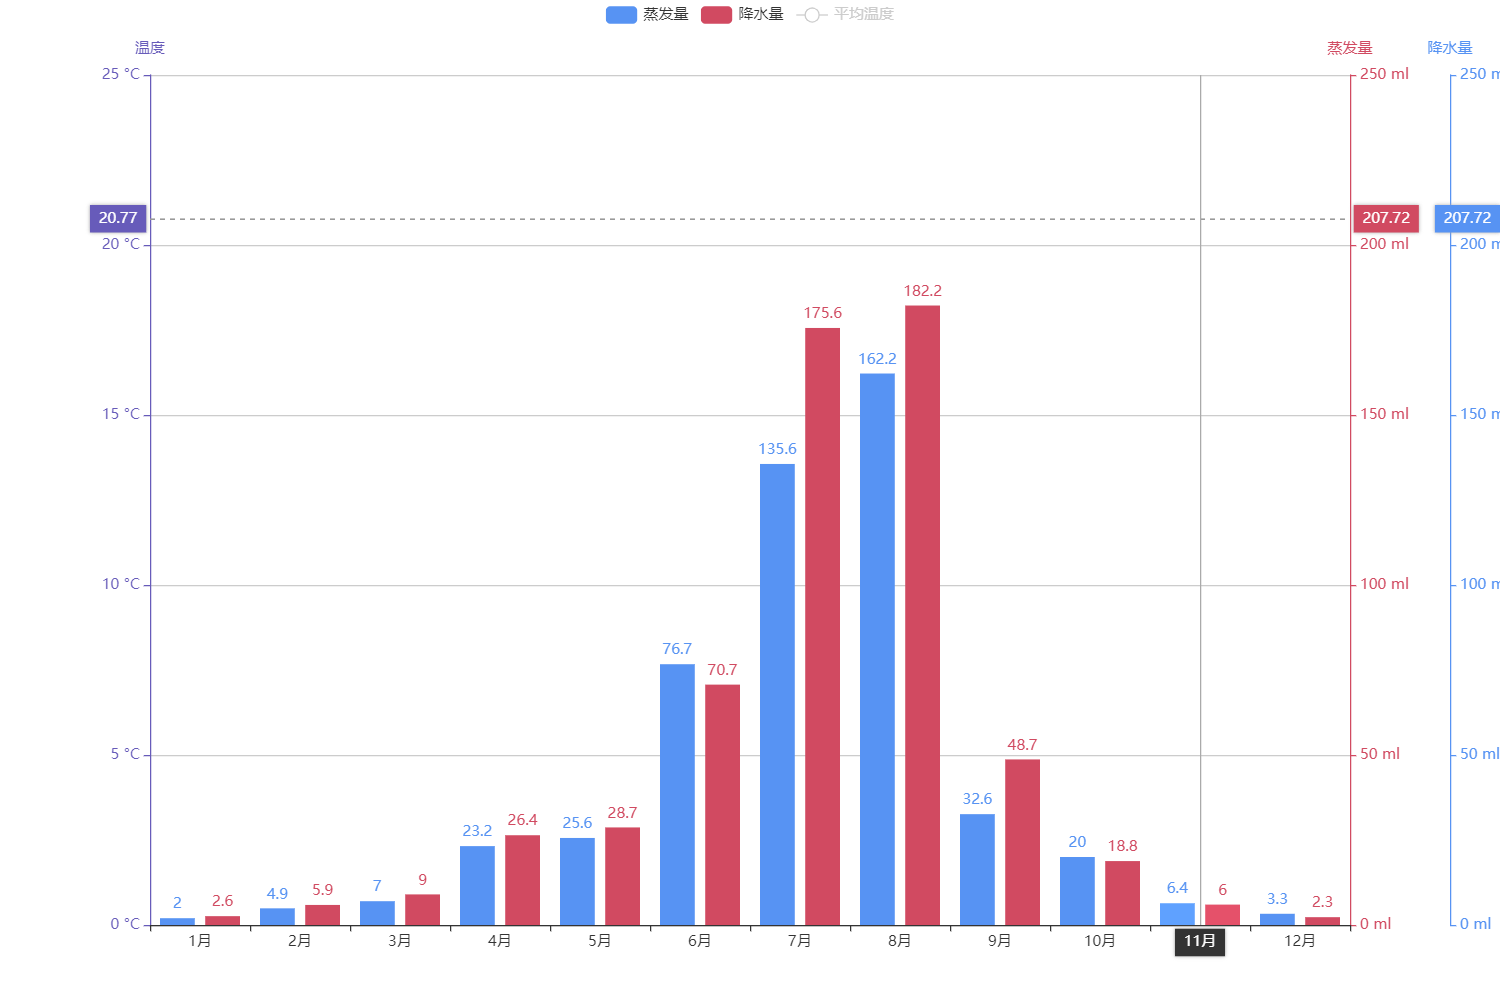 蒸发量 降水量 平均温度
温度 蒸发量 降水量
25 °C 250 ml 250 m
20.77 207.72 207.72
20 °C 200 ml 200 m
182.2
175.6
162.2
15 °C 150 ml 150 m
135.6
10 °C 100 ml 100 m
76.7 70.7
5 °C 48.7 50 ml 50 ml
32.6
23.2 26.4 25.6 28.7
20 18.8
2 2.6 4.9 5.9 7 9 6.4 6 3.3 2.3
0 °C 0 ml 0 ml
1月 2月 3月 4月 5月 6月 7月 8月 9月 10月 11月 12月